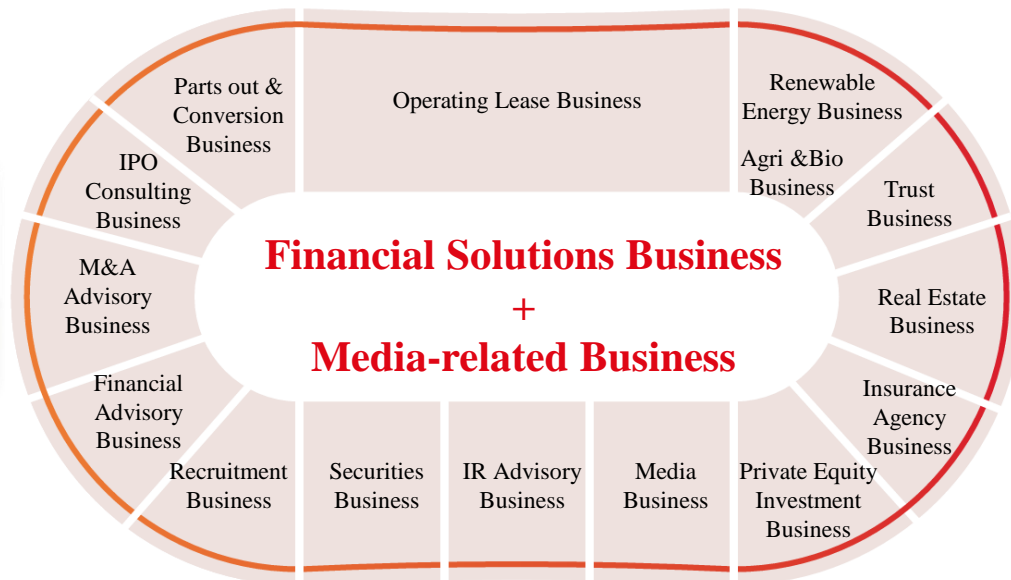 Operating Lease Business
Renewable
Energy Business
Agri &Bio
Business
Trust
Business
Real Estate
Business
Insurance
Agency
Business
Private Equity
Investment
Business
Media
Business
IR Advisory
Business
Securities
Business
Recruitment
Business
Financial
Advisory
Business
M&A
Advisory
Business
IPO
Consulting
Business
Parts out &
Conversion
Business
Financial Solutions Business
+
Media-related Business